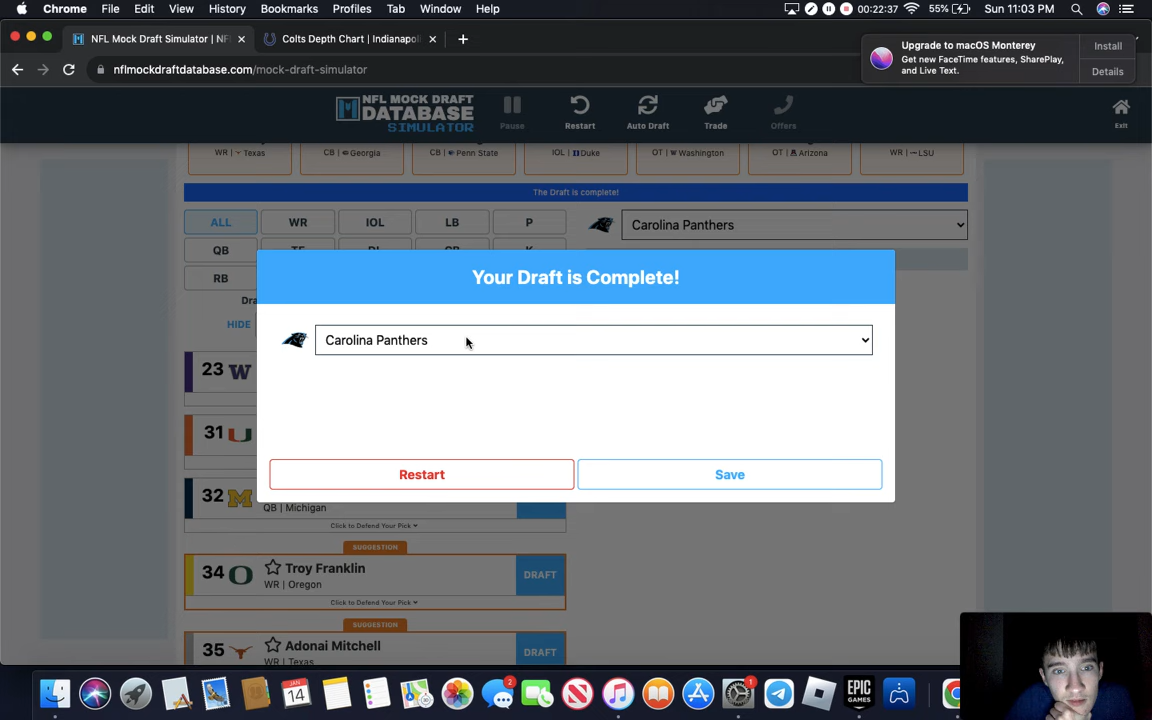 Chrome File Edit View History Bookmarks Profiles Tab Window Help 00:22:37 55% Sun 11:03 PM
NFL Mock Draft Simulator | NF
Colts Depth Chart | Indianapol
nflmockdraftdatabase.com/mock-draft-simulator
Upgrade to macOS Monterey
Get new FaceTime features, SharePlay,
and Live Text.
Install
Details
NFL MOCK DRAFT
DATABASE
SIMULATOR
Pause
Restart
Auto Draft
Trade
Offers
Exit
WR | Texas
CB | Georgia
CB | Penn State
IOL | Duke
OT | Washington
OT | Arizona
WR | LSU
The Draft is complete!
ALL WR IOL LB P
Carolina Panthers
QB
RB
HIDE
Your Draft is Complete!
Carolina Panthers
Restart
Save
23
31
32
QB | Michigan
Click to Defend Your Pick
SUGGESTION
34
Troy Franklin
WR | Oregon
DRAFT
Click to Defend Your Pick
SUGGESTION
35
Adonai Mitchell
WR | Texas
DRAFT
2
JAN
14
1
EPIC
GAMES